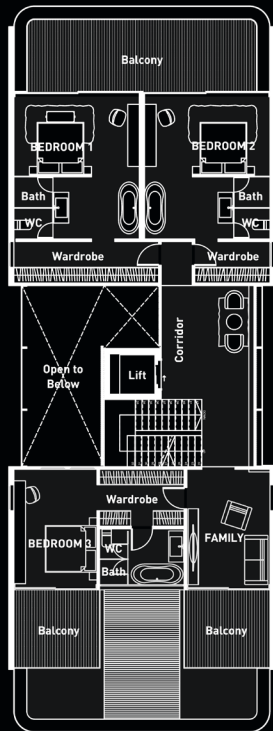 Balcony
BEDROOM 1
BEDROOM 2
Bath
Bath
WC
WC
Wardrobe
Wardrobe
Corridor
Open to
Below
Lift
Wardrobe
BEDROOM 3
WC
FAMILY
Bath
Balcony
Balcony